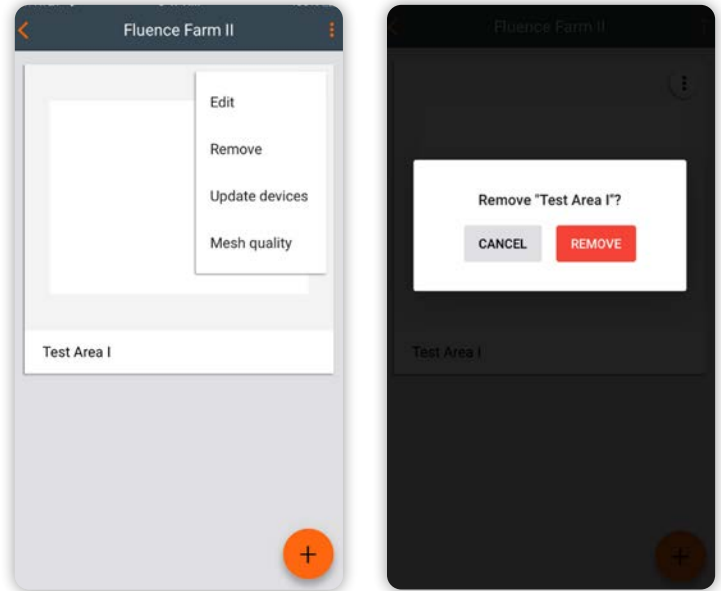 Fluence Farm II
Edit
Remove
Update devices
Mesh quality
Test Area I
+
Fluence Farm II
Remove "Test Area I"?
CANCEL
REMOVE
Test Area I
+